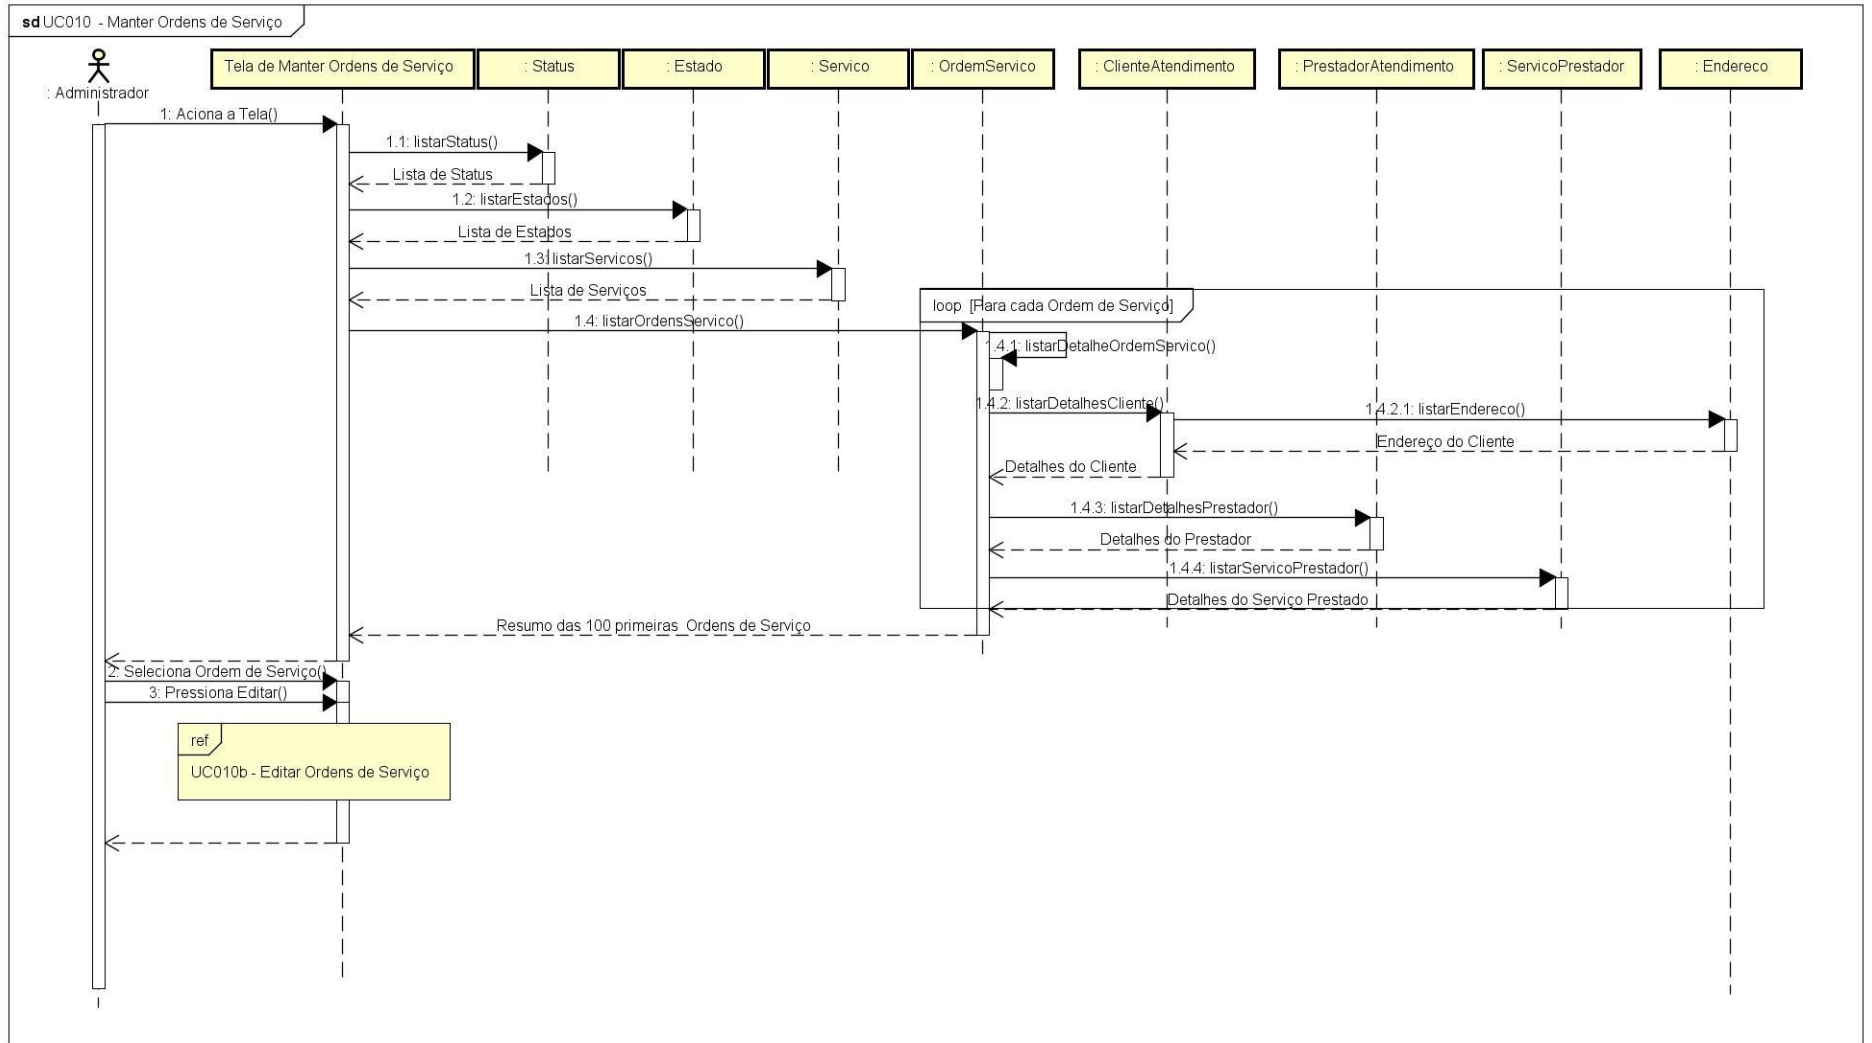 sd UC010 - Manter Ordens de Serviço
: Administrador
Tela de Manter Ordens de Serviço
: Status
: Estado
: Servico
: OrdemServico
: ClienteAtendimento
: PrestadorAtendimento
: ServicoPrestador
: Endereco
1: Aciona a Tela()
1.1: listarStatus()
Lista de Status
1.2: listarEstados()
Lista de Estados
1.3: listarServicos()
Lista de Serviços
loop [Para cada Ordem de Serviço]
1.4: listarOrdensServico()
1.4.1: listarDetalheOrdemServico()
1.4.2: listarDetalhesCliente()
1.4.2.1: listarEndereco()
Endereço do Cliente
Detalhes do Cliente
1.4.3: listarDetalhesPrestador()
Detalhes do Prestador
1.4.4: listarServicoPrestador()
Detalhes do Serviço Prestado
Resumo das 100 primeiras Ordens de Serviço
2: Seleciona Ordem de Serviço()
3: Pressiona Editar()
ref
UC010b - Editar Ordens de Serviço